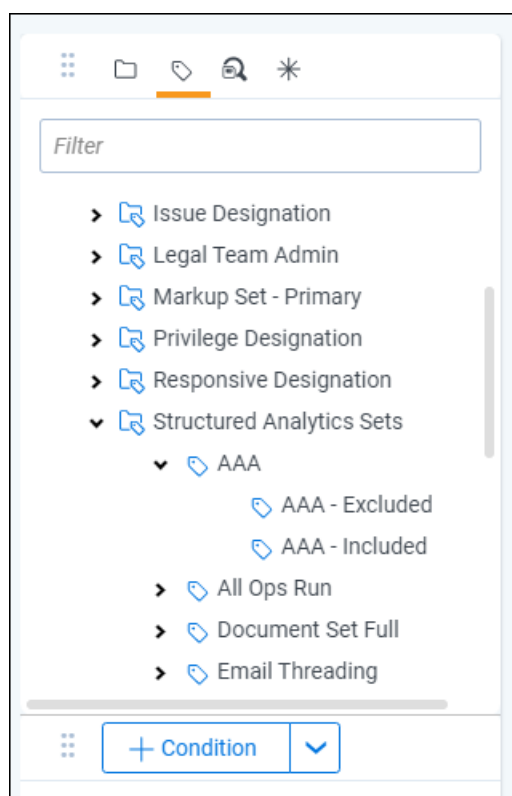 Filter
Issue Designation
Legal Team Admin
Markup Set - Primary
Privilege Designation
Responsive Designation
Structured Analytics Sets
AAA
AAA - Excluded
AAA - Included
All Ops Run
Document Set Full
Email Threading
Condition